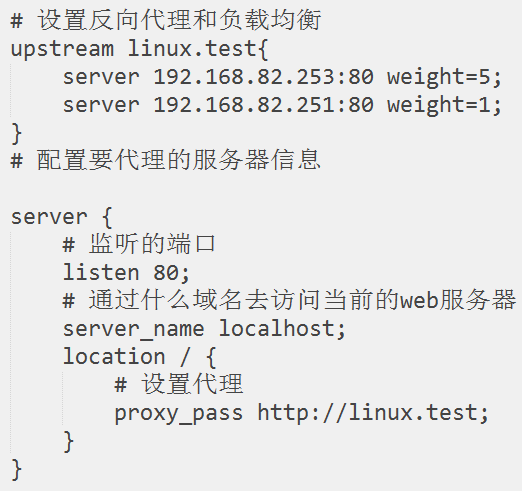 # 设置反向代理和负载均衡
upstream linux.test{
    server 192.168.82.253:80 weight=5;
    server 192.168.82.251:80 weight=1;
}
# 配置要代理的服务器信息

server {
    # 监听的端口
    listen 80;
    # 通过什么域名去访问当前的web服务器
    server_name localhost;
    location / {
        # 设置代理
        proxy_pass http://linux.test;
    }
}